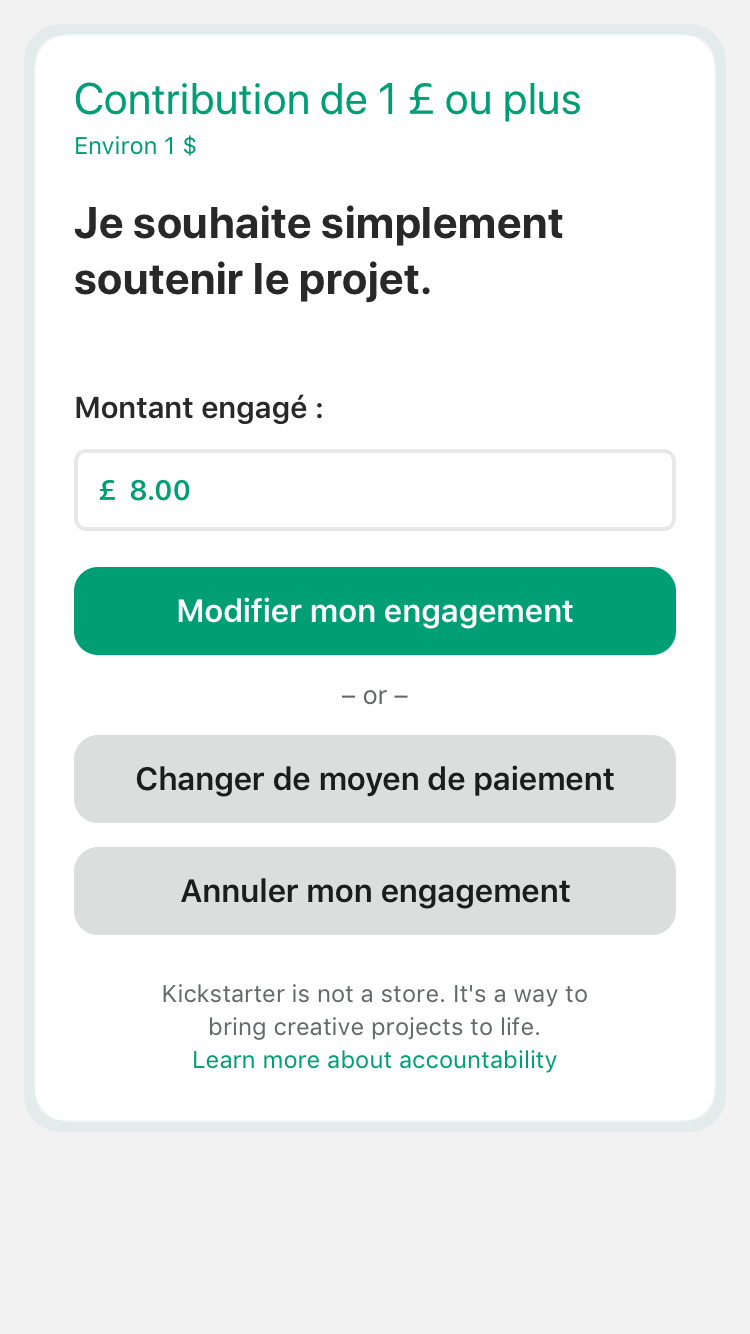 Contribution de 1 £ ou plus
Environ 1 $
Je souhaite simplement
soutenir le projet.
Montant engagé :
£ 8.00
Modifier mon engagement
– or –
Changer de moyen de paiement
Annuler mon engagement
Kickstarter is not a store. It's a way to
bring creative projects to life.
Learn more about accountability